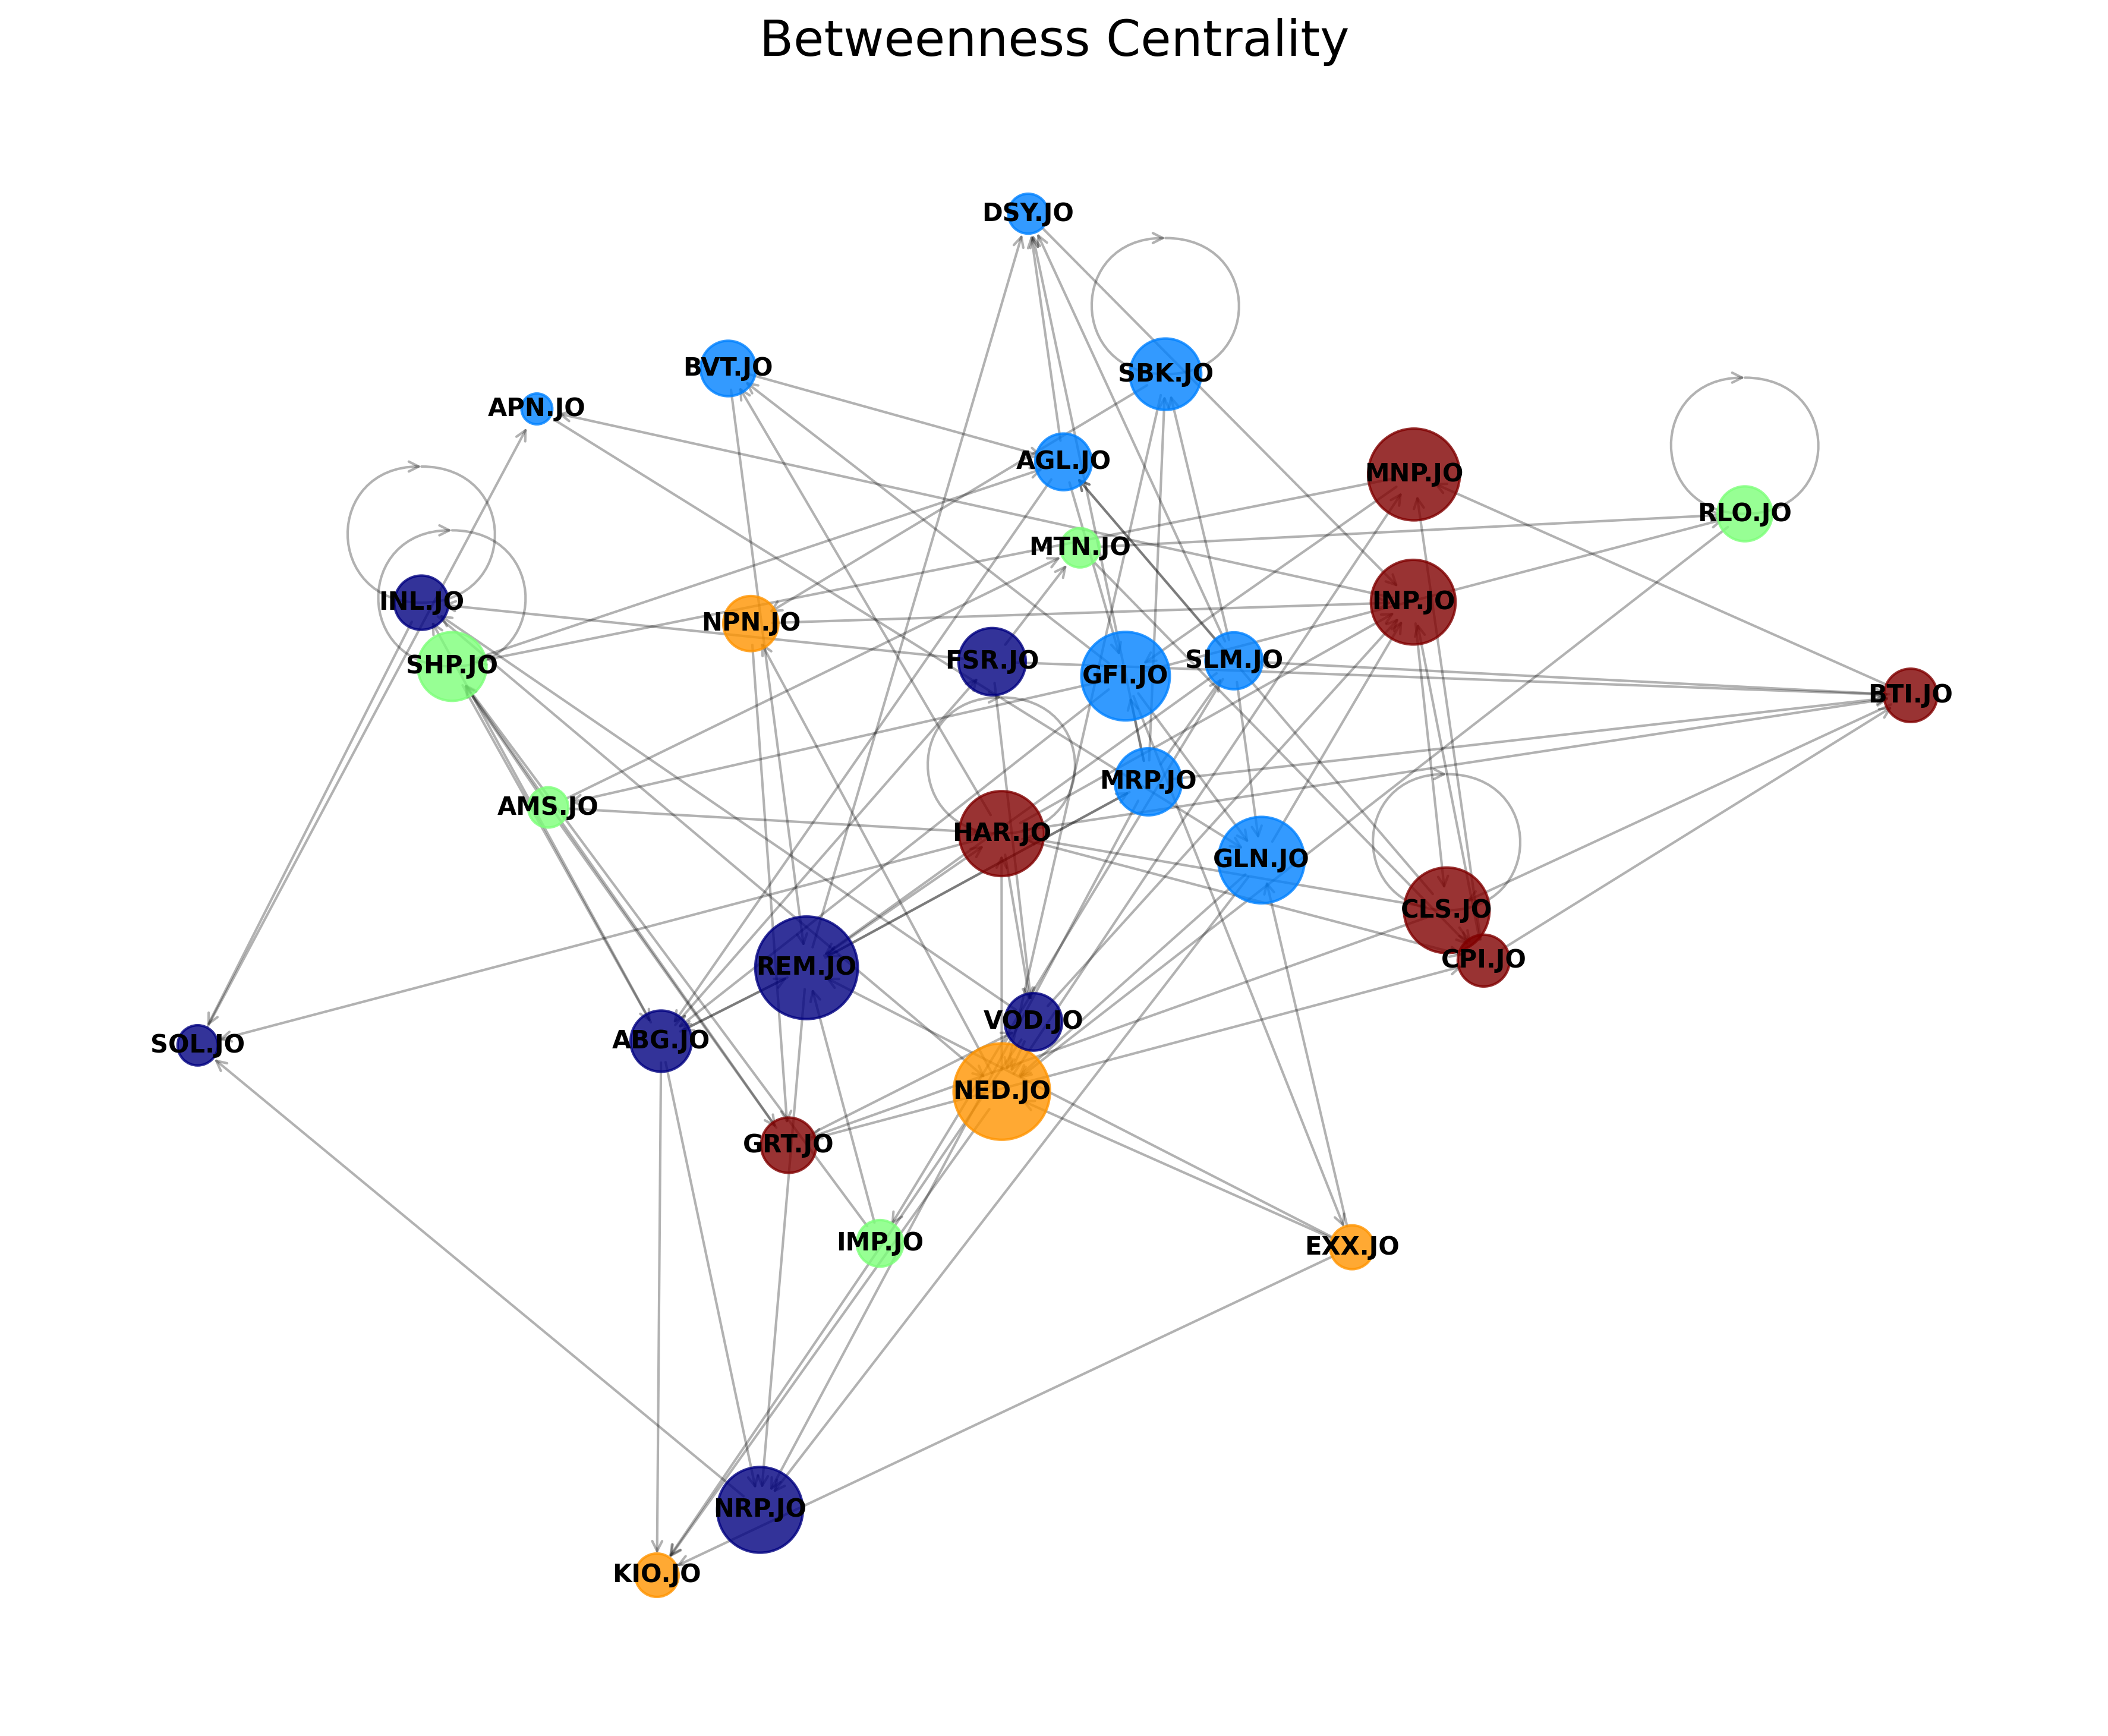 Betweenness Centrality
DSY.JO
BVT.JO
SBK.JO
APN.JO
AGL.JO
MNP.JO
RLO.JO
MTN.JO
INL.JO
INP.JO
NPN.JO
SHP.JO
FSR.JO
SLM.JO
GFI.JO
BTI.JO
MRP.JO
AMS.JO
HAR.JO
GLN.JO
CLS.JO
CPI.JO
REM.JO
VOD.JO
ABG.JO
SOL.JO
NED.JO
GRT.JO
IMP.JO
EXX.JO
NRP.JO
KIO.JO